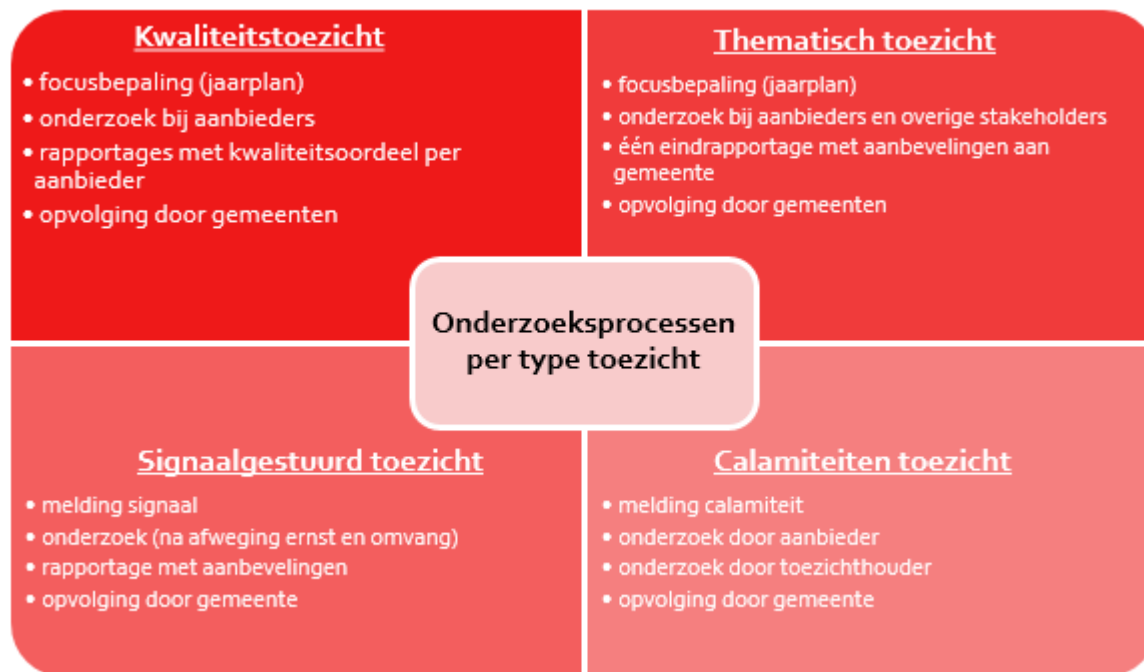 Kwaliteitstoezicht
• focusbepaling (jaarplan)
• onderzoek bij aanbieders
• rapportages met kwaliteitsoordeel per
aanbieder
• opvolging door gemeenten
Thematisch toezicht
• focusbepaling (jaarplan)
• onderzoek bij aanbieders en overige stakeholders
• één eindrapportage met aanbevelingen aan
gemeente
• opvolging door gemeenten
Onderzoeksprocessen
per type toezicht
Signaalgestuurd toezicht
• melding signaal
• onderzoek (na afweging ernst en omvang)
• rapportage met aanbevelingen
• opvolging door gemeente
Calamiteiten toezicht
• melding calamiteit
• onderzoek door aanbieder
• onderzoek door toezichthouder
• opvolging door gemeente